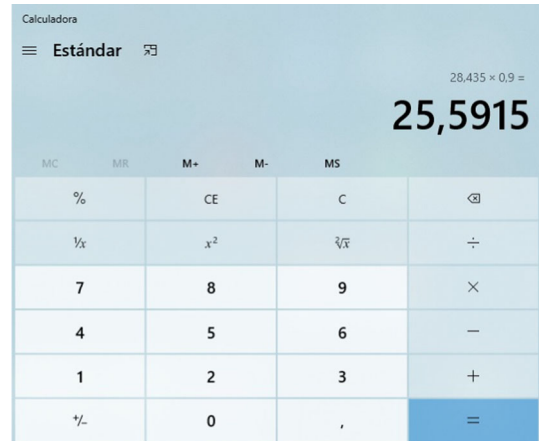 Calculadora
Estándar
28,435 × 0,9 =
25,5915
MC MR M+ M- MS
% CE C
¹/x x² ²√x ÷
7 8 9 ×
4 5 6 −
1 2 3 +
+/− 0 , =